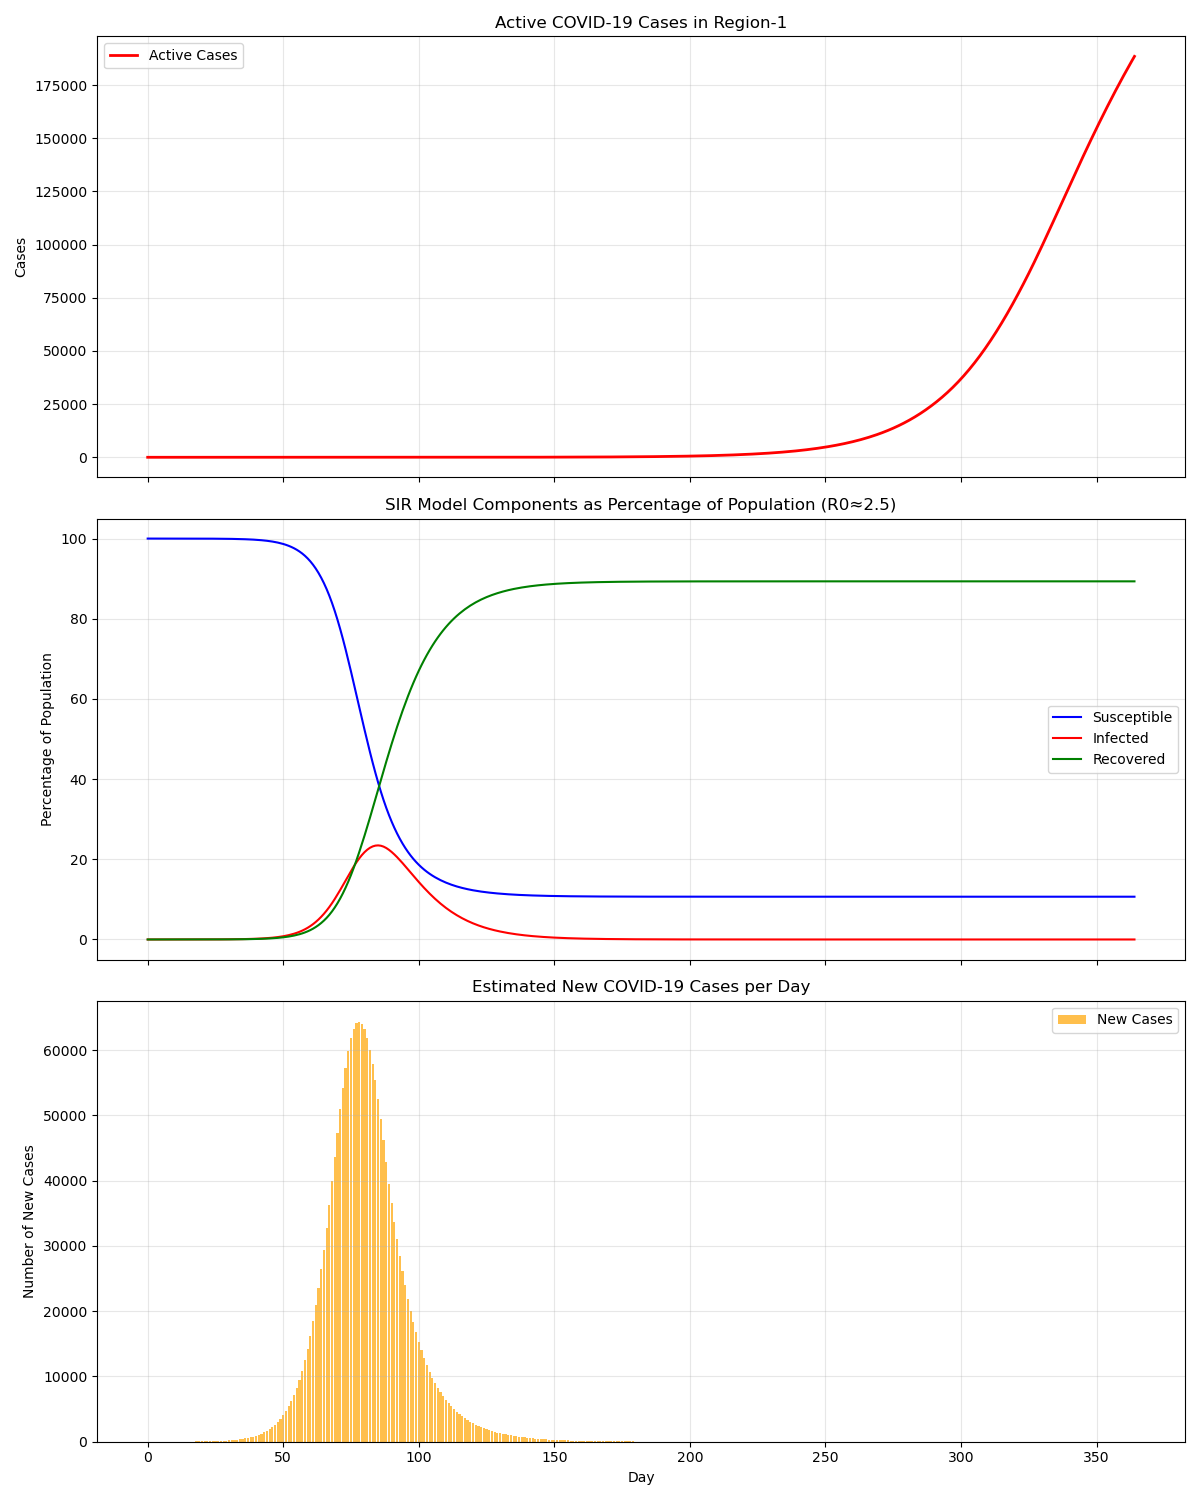 Active COVID-19 Cases in Region-1
Active Cases
175000
150000
125000
100000
75000
50000
25000
0
Cases
SIR Model Components as Percentage of Population (R0≈2.5)
100
80
60
40
20
0
Percentage of Population
Susceptible
Infected
Recovered
Estimated New COVID-19 Cases per Day
New Cases
60000
50000
40000
30000
20000
10000
0
Number of New Cases
0 50 100 150 200 250 300 350
Day